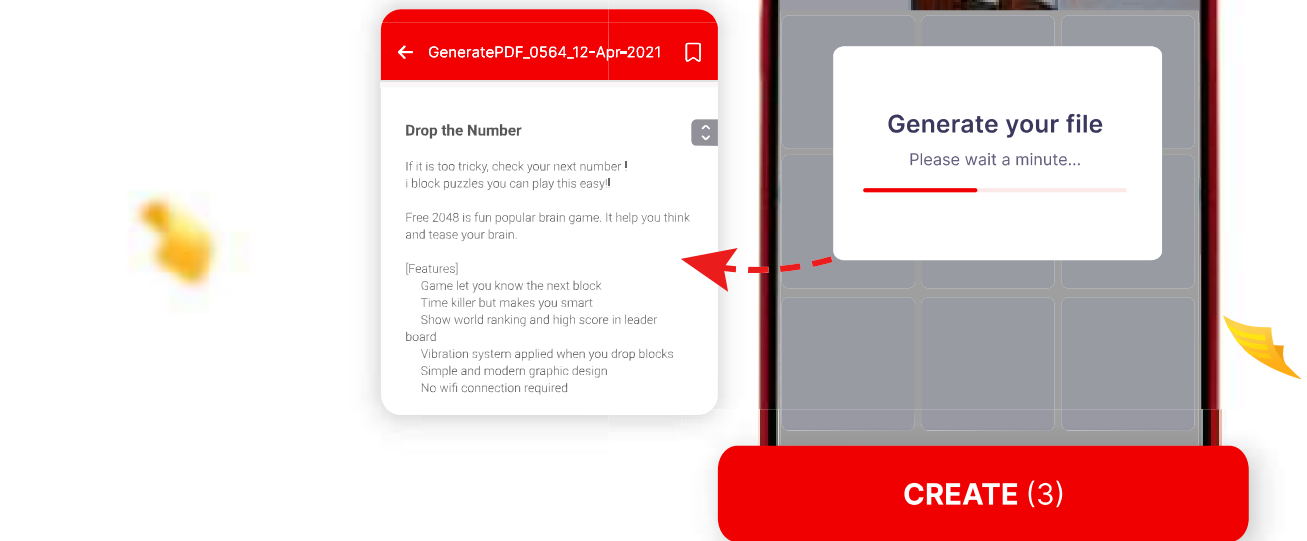 GeneratePDF_0564_12-Apr-2021
Drop the Number
If it is too tricky, check your next number !
i block puzzles you can play this easy!!
Free 2048 is fun popular brain game. It help you think
and tease your brain.
[Features]
Game let you know the next block
Time killer but makes you smart
Show world ranking and high score in leader
board
Vibration system applied when you drop blocks
Simple and modern graphic design
No wifi connection required
Generate your file
Please wait a minute...
CREATE (3)